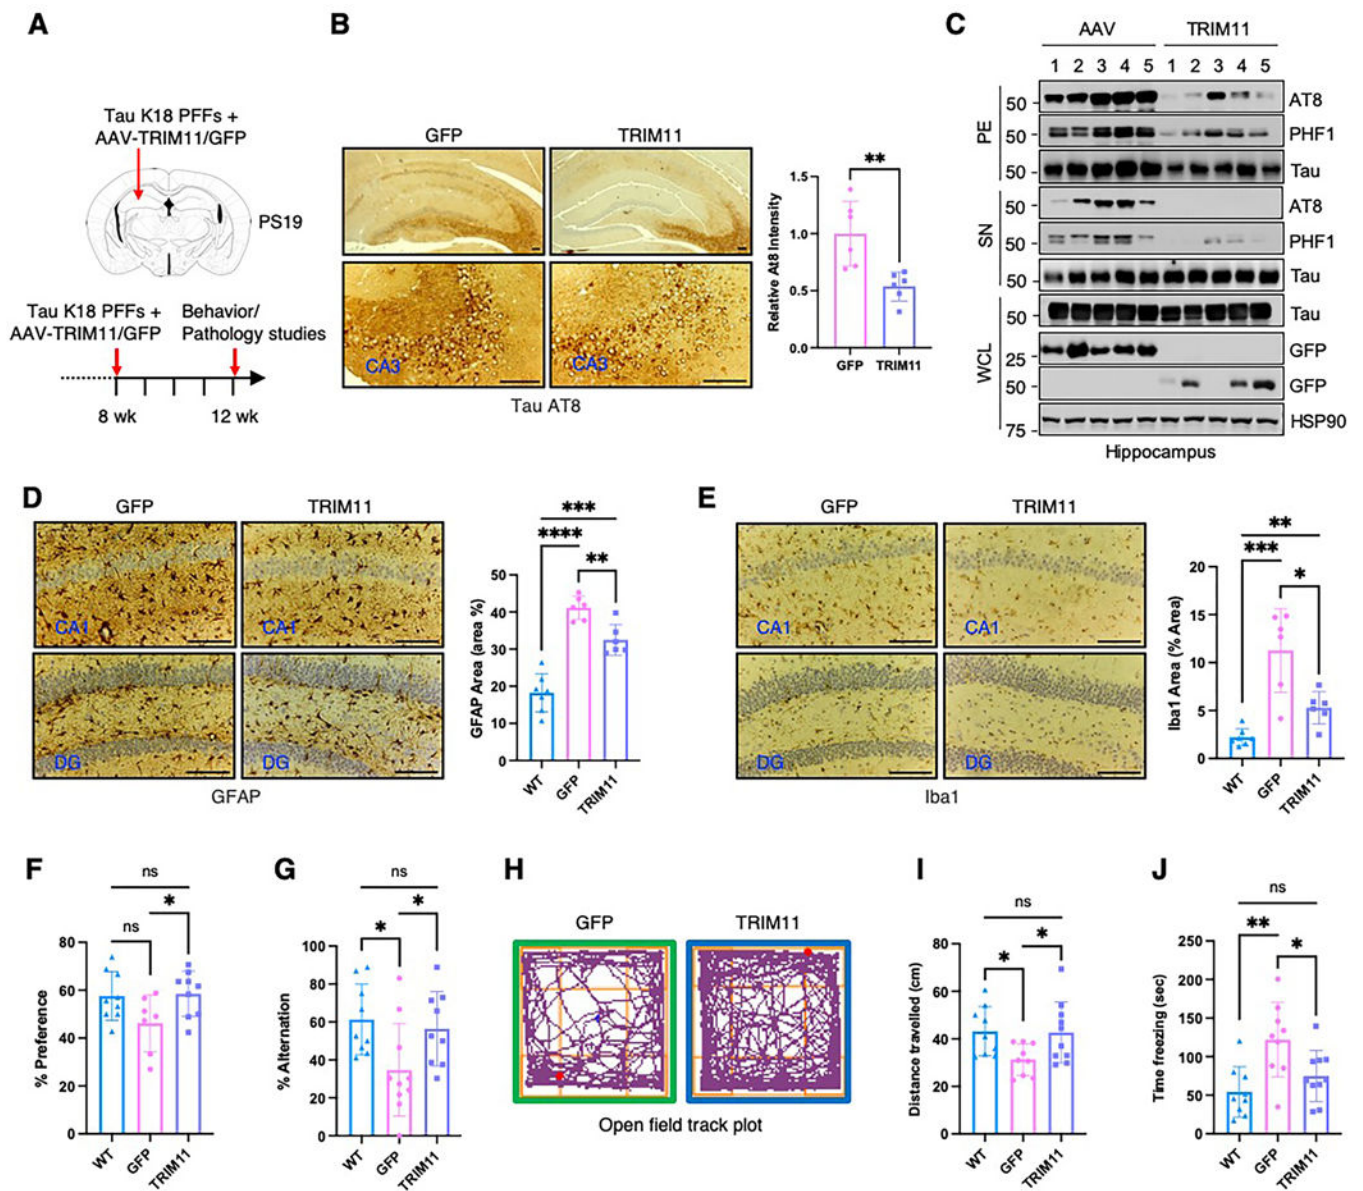 A
Tau K18 PFFs +
AAV-TRIM11/GFP
PS19
Tau K18 PFFs +
AAV-TRIM11/GFP
Behavior/
Pathology studies
8 wk
12 wk
B
GFP
TRIM11
CA3
CA3
Tau AT8
**
Relative At8 Intensity
1.5
1.0
0.5
0.0
GFP
TRIM11
C
AAV
TRIM11
1 2 3 4 5 1 2 3 4 5
PE
50
AT8
50
PHF1
50
Tau
SN
50
AT8
50
PHF1
50
Tau
WCL
50
Tau
25
GFP
50
GFP
75
HSP90
Hippocampus
D
GFP
TRIM11
CA1
CA1
DG
DG
GFAP
***
****
**
GFAP Area (area %)
50
40
30
20
10
0
WT
GFP
TRIM11
E
GFP
TRIM11
CA1
CA1
DG
DG
Iba1
**
***
*
Iba1 Area (% Area)
20
15
10
5
0
WT
GFP
TRIM11
F
ns
*
ns
% Preference
80
60
40
20
0
WT
GFP
TRIM11
G
ns
*
*
% Alternation
100
80
60
40
20
0
WT
GFP
TRIM11
H
GFP
TRIM11
Open field track plot
I
ns
*
*
Distance travelled (cm)
80
60
40
20
0
WT
GFP
TRIM11
J
ns
**
*
Time freezing (sec)
250
200
150
100
50
0
WT
GFP
TRIM11